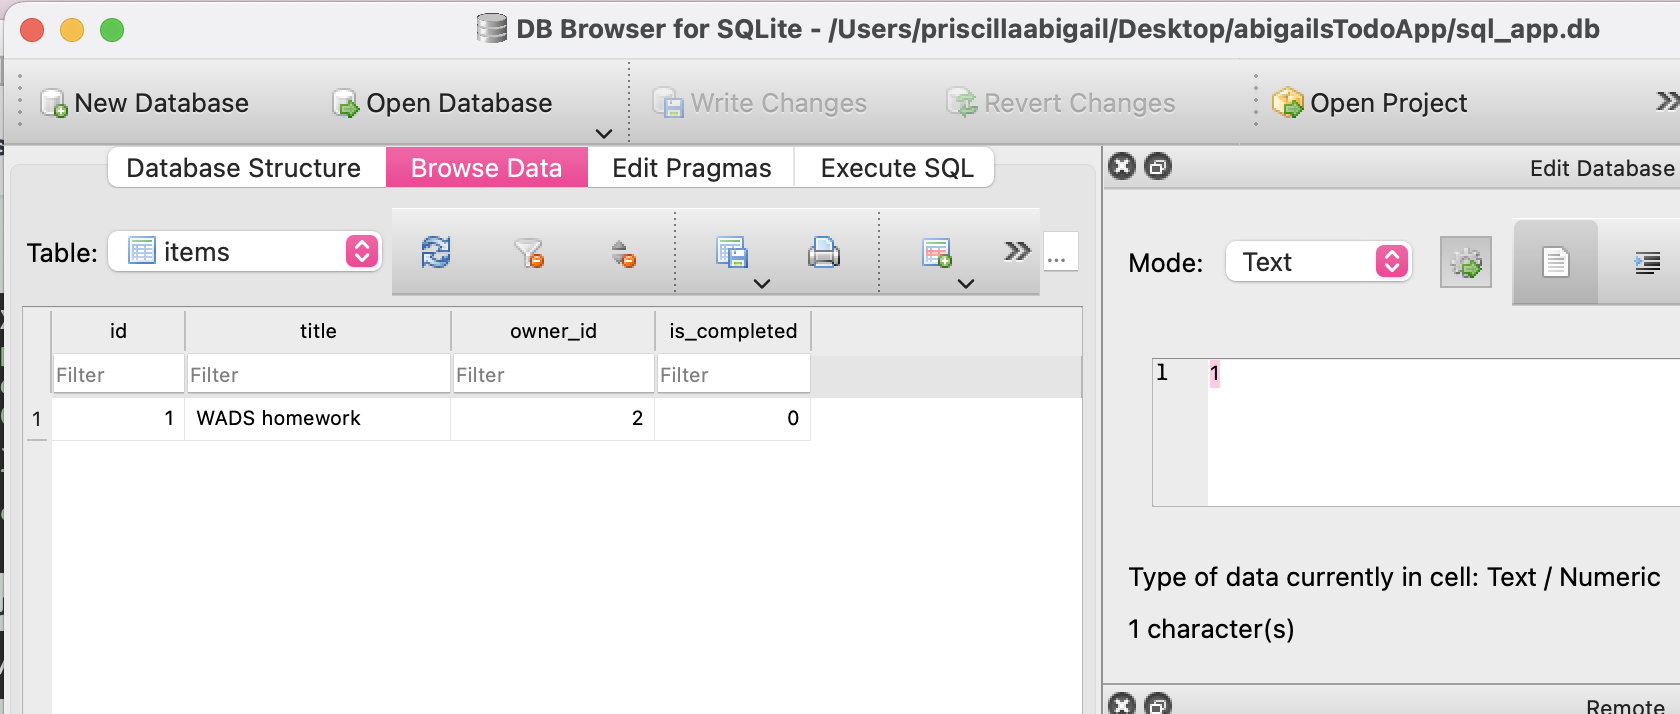 DB Browser for SQLite - /Users/priscillaabigail/Desktop/abigailsTodoApp/sql_app.db
New Database Open Database Write Changes Revert Changes Open Project
Database Structure Browse Data Edit Pragmas Execute SQL
Edit Database
Table: items
...
Mode: Text
id title owner_id is_completed
Filter Filter Filter Filter
1 1 WADS homework 2 0
1 1
Type of data currently in cell: Text / Numeric
1 character(s)
Remote